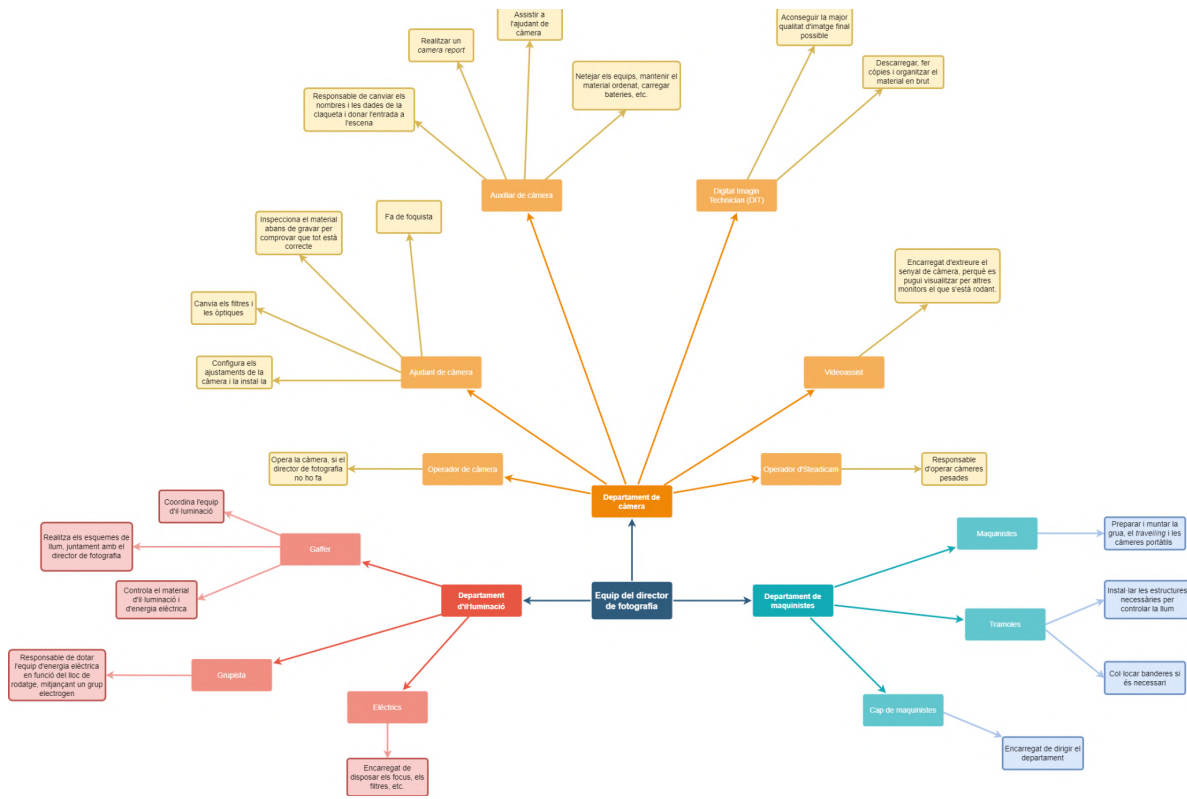 Assistir a
l'ajudant de
càmera
Aconseguir la major
qualitat d'imatge final
possible
Realitzar un
camera report
Descarregar, fer
còpies i organitzar el
material en brut
Netejar els equips, mantenir el
material ordenat, carregar
bateries, etc.
Responsable de canviar els
nombres i les dades de la
claqueta i donar l'entrada a
l'escena
Auxiliar de càmera
Digital Imagin
Technician (DIT)
Fa de foquista
Inspecciona el material
abans de gravar per
comprovar que tot està
correcte
Encarregat d'extreure el
senyal de càmera, perquè es
pugui visualitzar per altres
monitors el que s'està rodant.
Canvia els filtres i
les òptiques
Configura els
ajustaments de la
càmera i la instal·la
Ajudant de càmera
Videoassist
Opera la càmera, si el
director de fotografia
no ho fa
Operador de càmera
Operador d'Steadicam
Responsable
d'operar càmeres
pesades
Departament de
càmera
Coordina l'equip
d'il·luminació
Realitza els esquemes de
llum, juntament amb el
director de fotografia
Gaffer
Maquinistes
Preparar i muntar la
grua, el travelling i les
càmeres portàtils
Controla el material
d'il·luminació i
d'energia elèctrica
Departament
d'il·luminació
Equip del director
de fotografia
Departament de
maquinistes
Instal·lar les estructures
necessàries per
controlar la llum
Tramoies
Responsable de dotar
l'equip d'energia elèctrica
en funció del lloc de
rodatge, mitjançant un grup
electrogen
Grupista
Col·locar banderes si
és necessari
Elèctrics
Cap de maquinistes
Encarregat de dirigir el
departament
Encarregat de
disposar els focus, els
filtres, etc.